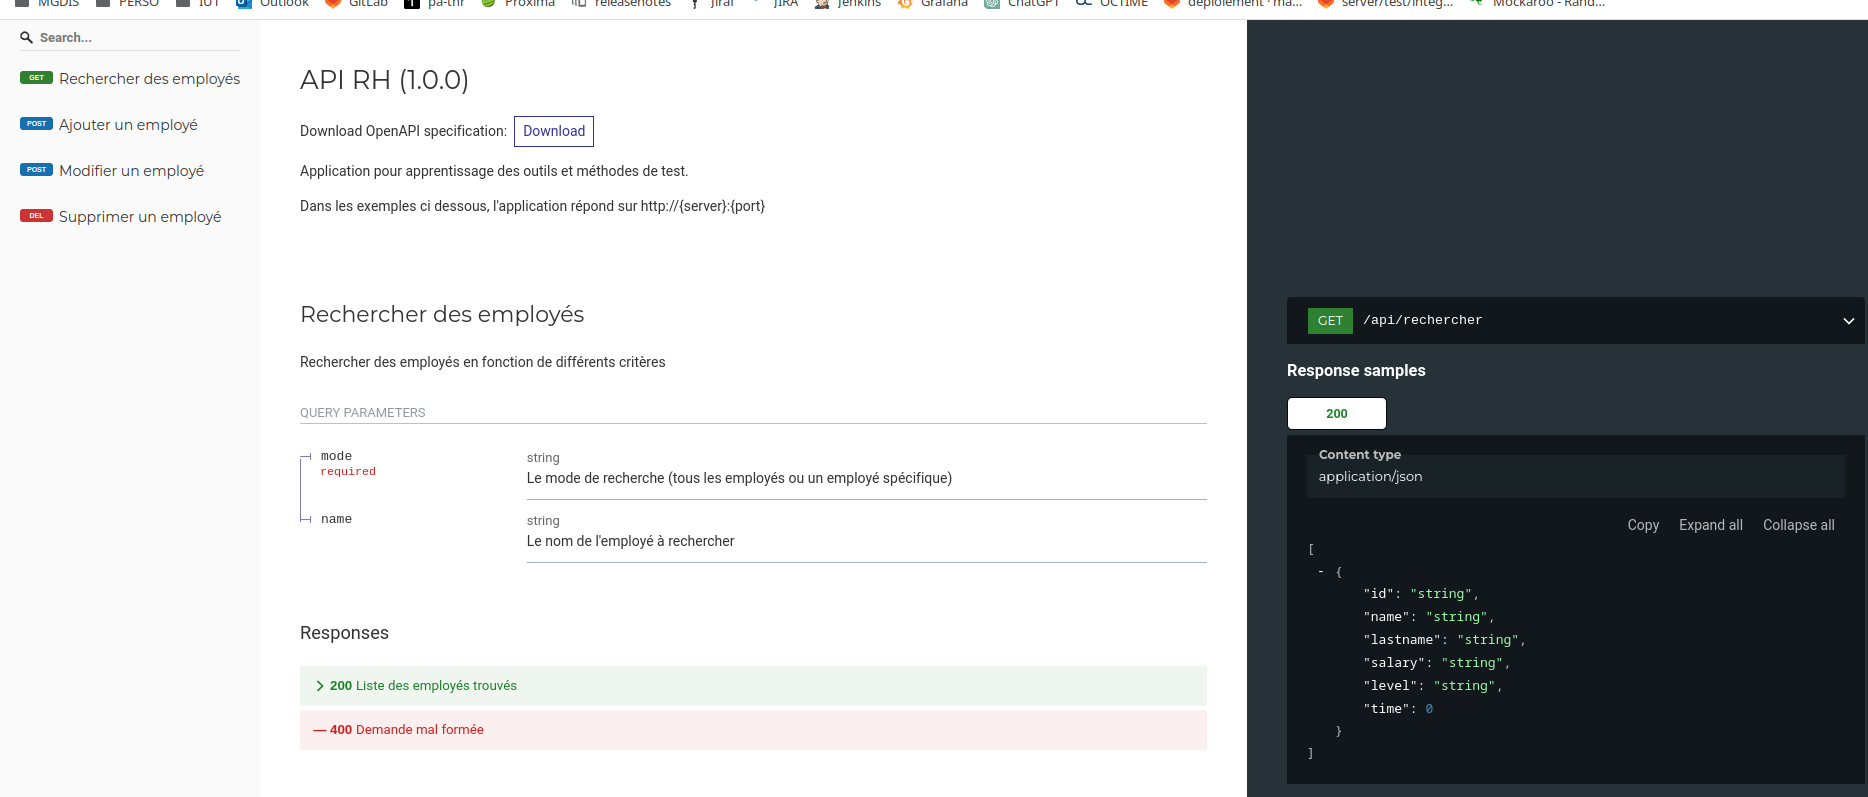 MGDIS PERSO IUT Outlook GitLab pa-thr Proxima releasenotes Jira JIRA Jenkins Grafana ChatGPT OCTIME déploiement · ma... server/test/integ... Mockaroo - Rand...
Search...
GET Rechercher des employés
POST Ajouter un employé
POST Modifier un employé
DEL Supprimer un employé
API RH (1.0.0)
Download OpenAPI specification: Download
Application pour apprentissage des outils et méthodes de test.
Dans les exemples ci dessous, l'application répond sur http://{server}:{port}
Rechercher des employés
Rechercher des employés en fonction de différents critères
QUERY PARAMETERS
mode
required
string
Le mode de recherche (tous les employés ou un employé spécifique)
name
string
Le nom de l'employé à rechercher
Responses
200 Liste des employés trouvés
— 400 Demande mal formée
GET /api/rechercher
Response samples
200
Content type
application/json
Copy Expand all Collapse all
[
- {
"id": "string",
"name": "string",
"lastname": "string",
"salary": "string",
"level": "string",
"time": 0
}
]